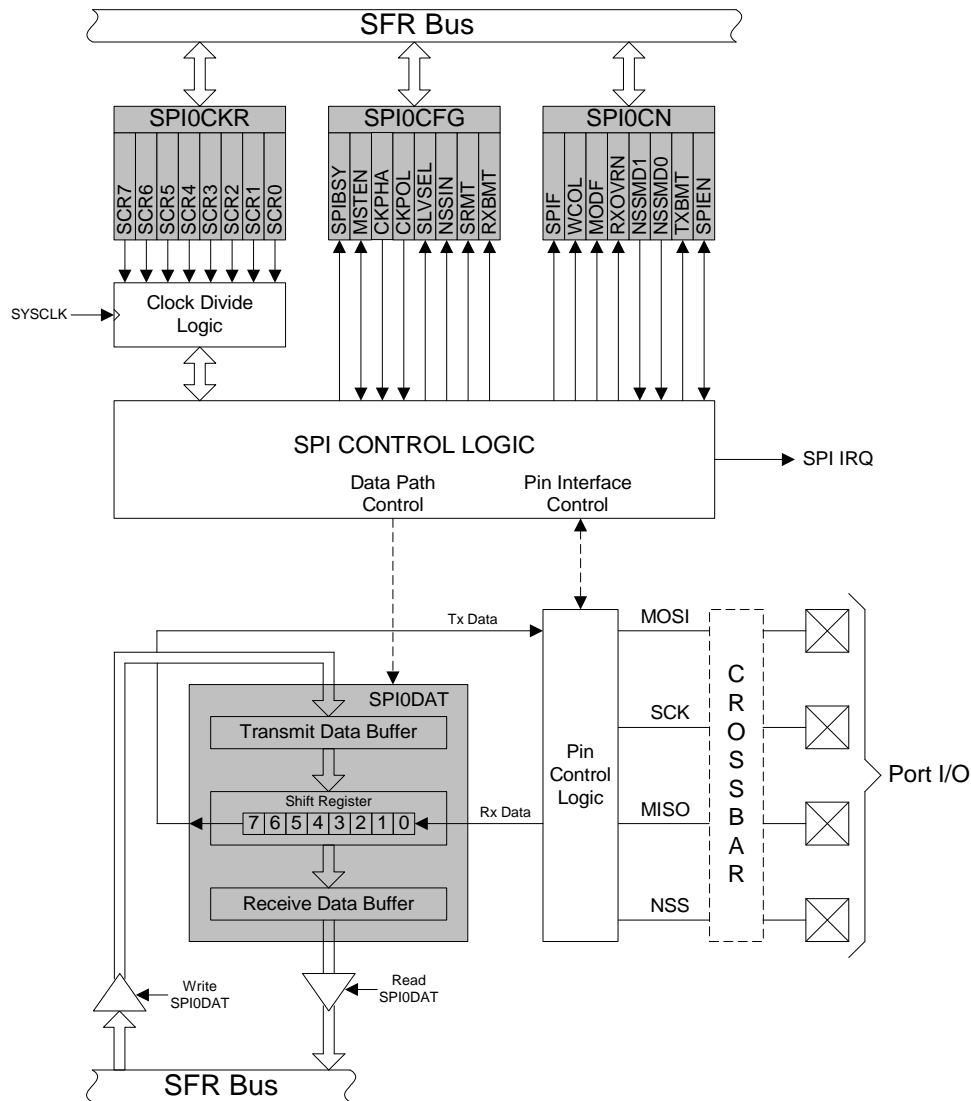 SFR Bus
SPI0CKR
SPI0CFG
SPI0CN
SCR7
SCR6
SCR5
SCR4
SCR3
SCR2
SCR1
SCR0
SPIBSY
MSTEN
CKPHA
CKPOL
SLVSEL
NSSIN
SRMT
RXBMT
SPIF
WCOL
MODF
RXOVRN
NSSMD1
NSSMD0
TXBMT
SPIEN
SYSCLK
Clock Divide
Logic
SPI CONTROL LOGIC
SPI IRQ
Data Path
Control
Pin Interface
Control
Tx Data
MOSI
SPI0DAT
Transmit Data Buffer
SCK
Shift Register
7 6 5 4 3 2 1 0
Rx Data
Pin
Control
Logic
MISO
CROSSBAR
Port I/O
Receive Data Buffer
NSS
Write
SPI0DAT
Read
SPI0DAT
SFR Bus